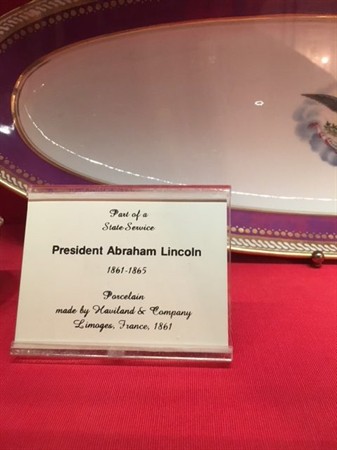 Part of a
State Service
President Abraham Lincoln
1861-1865
Porcelain
made by Haviland & Company
Limoges, France, 1861